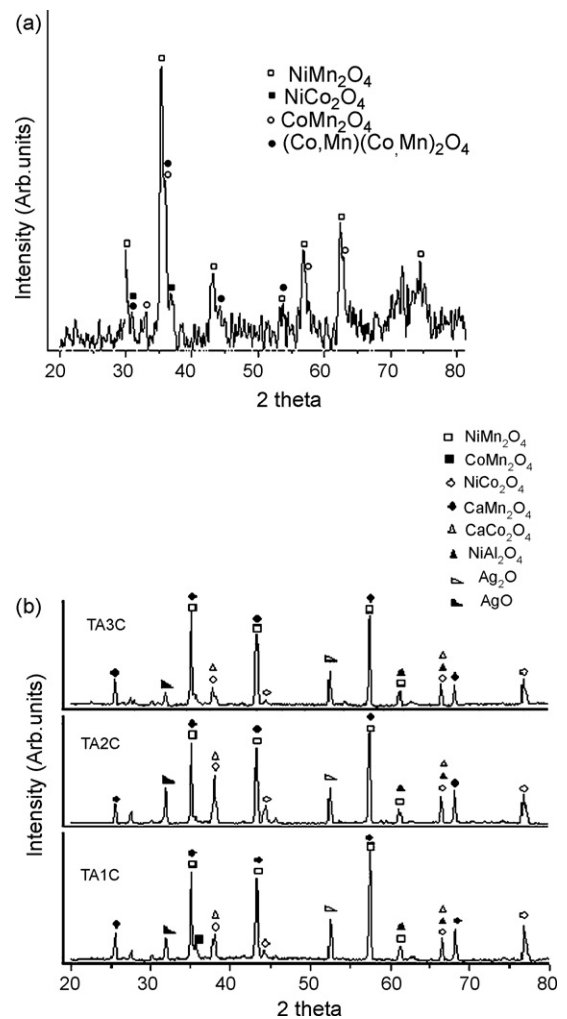 (a)
Intensity (Arb.units)
NiMn₂O₄
NiCo₂O₄
CoMn₂O₄
(Co,Mn)(Co,Mn)₂O₄
20 30 40 50 60 70 80
2 theta
NiMn₂O₄
CoMn₂O₄
NiCo₂O₄
CaMn₂O₄
CaCo₂O₄
NiAl₂O₄
Ag₂O
AgO
(b)
Intensity (Arb.units)
TA3C
TA2C
TA1C
20 30 40 50 60 70 80
2 theta